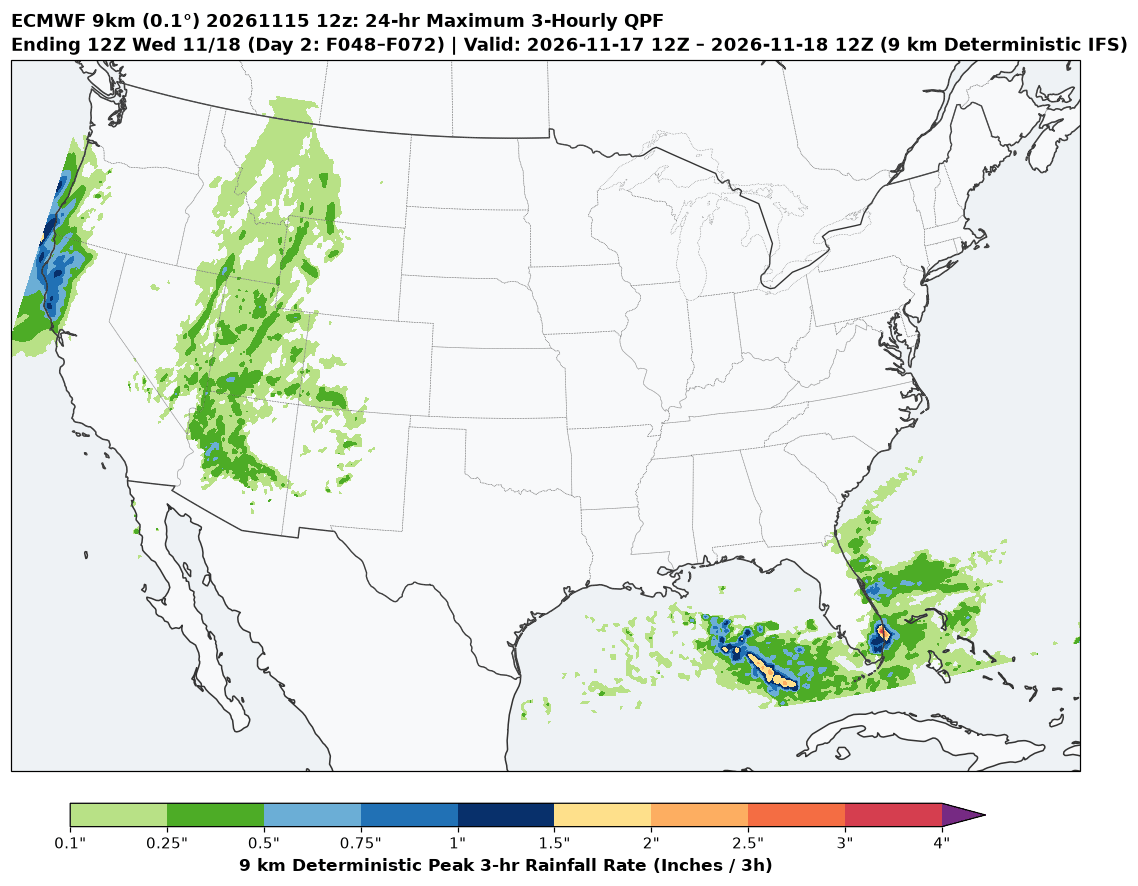 ECMWF 9km (0.1°) 20261115 12z: 24-hr Maximum 3-Hourly QPF
Ending 12Z Wed 11/18 (Day 2: F048–F072) | Valid: 2026-11-17 12Z – 2026-11-18 12Z (9 km Deterministic IFS)
0.1" 0.25" 0.5" 0.75" 1" 1.5" 2" 2.5" 3" 4"
9 km Deterministic Peak 3-hr Rainfall Rate (Inches / 3h)